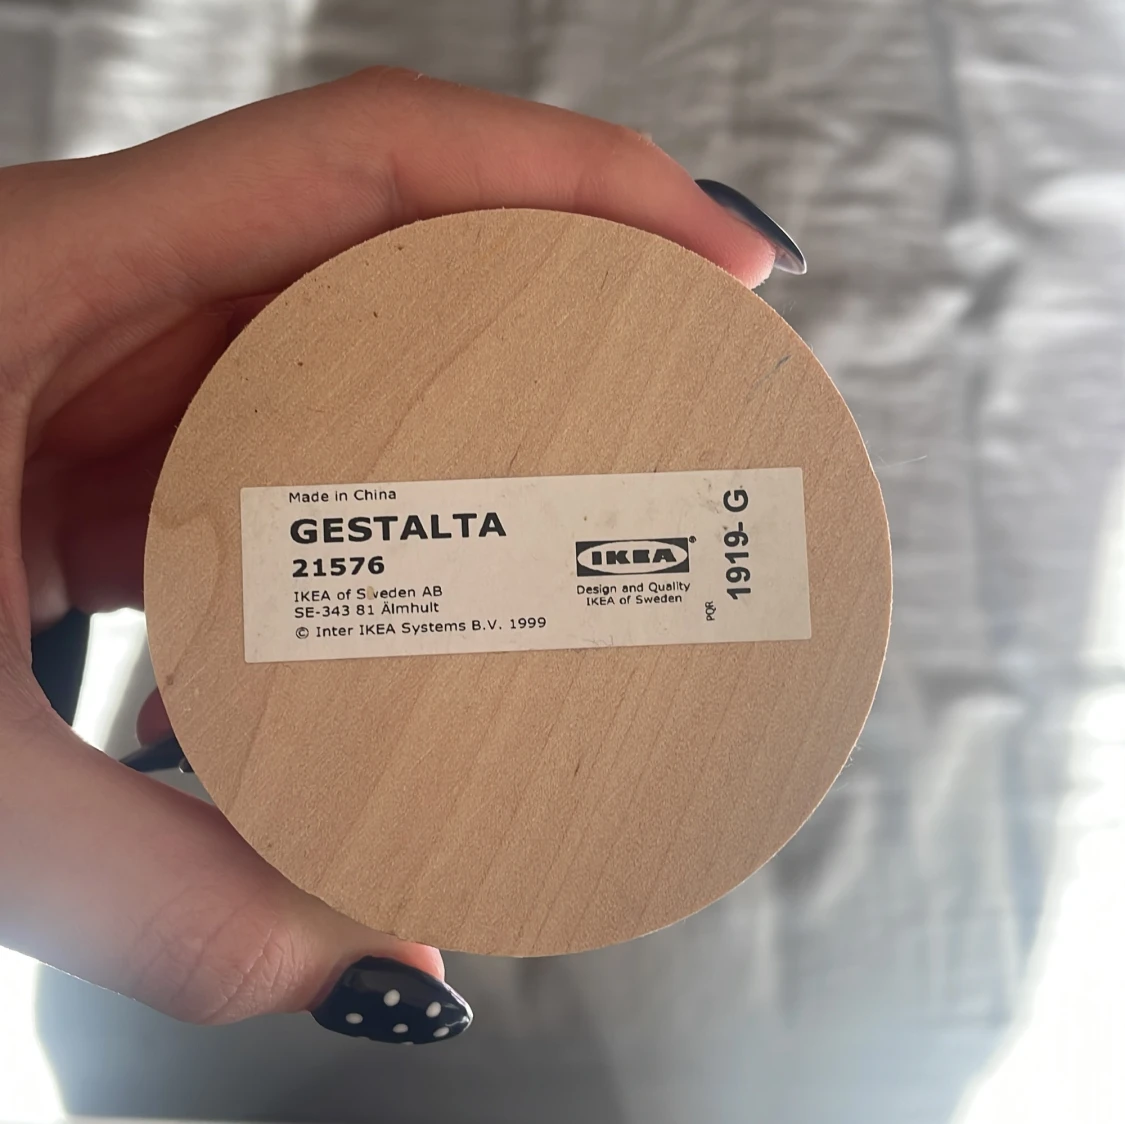 Made in China
GESTALTA
21576
IKEA of Sweden AB
SE-343 81 Älmhult
© Inter IKEA Systems B.V. 1999
IKEA®
Design and Quality
IKEA of Sweden
PQR
1919- G